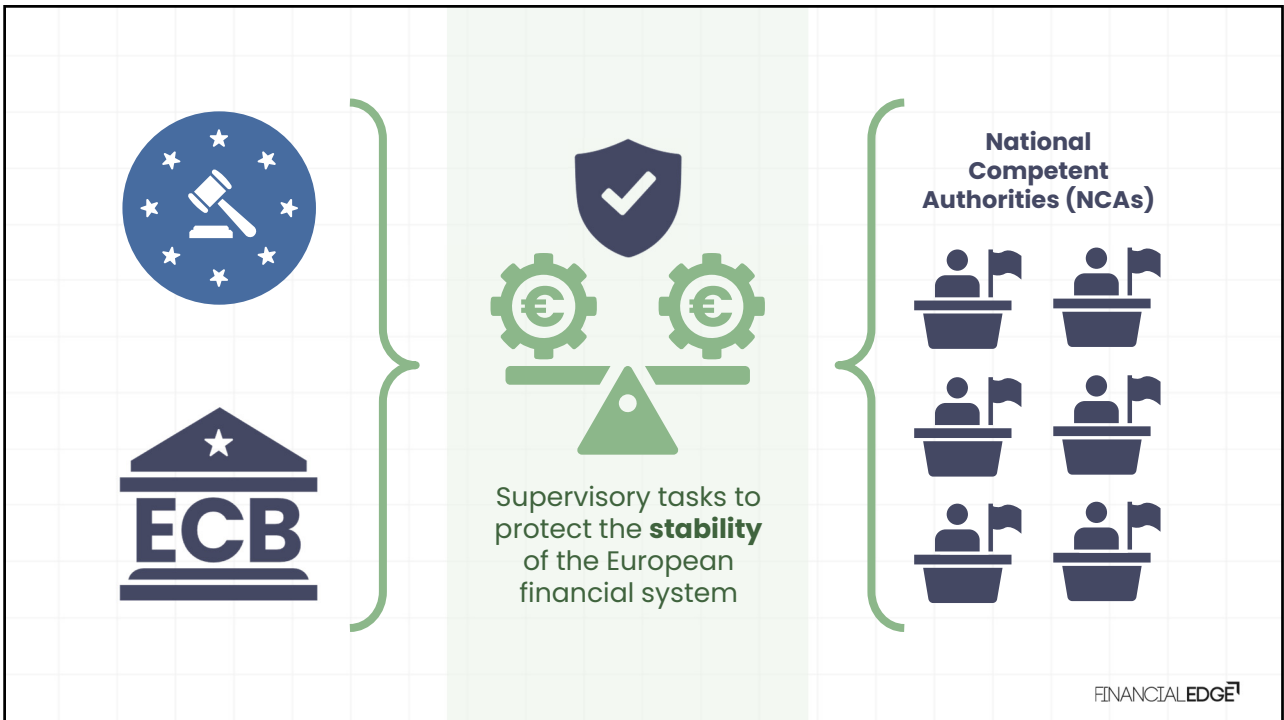 ECB
€
€
Supervisory tasks to
protect the stability
of the European
financial system
National
Competent
Authorities (NCAs)
FINANCIALEDGE